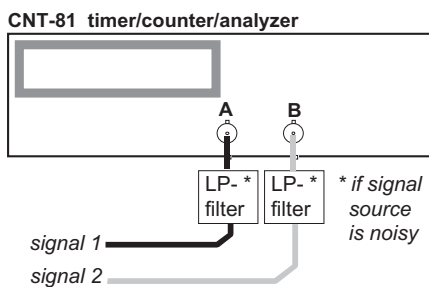 CNT-81 timer/counter/analyzer
A B
LP- * LP- * * if signal
filter filter source
is noisy
signal 1
signal 2